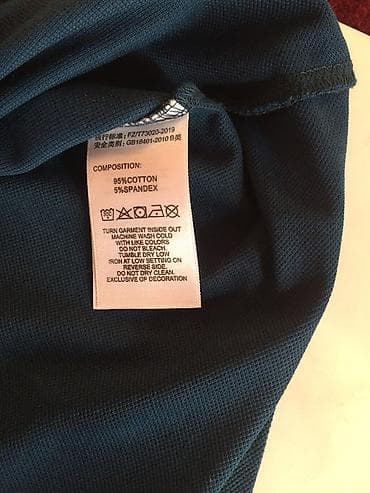 执行标准: FZ/T73020-2019
安全类别: GB18401-2010 B类
COMPOSITION:
95%COTTON
5%SPANDEX
TURN GARMENT INSIDE OUT
MACHINE WASH COLD
WITH LIKE COLORS
DO NOT BLEACH.
TUMBLE DRY LOW
IRON AT LOW SETTING ON
REVERSE SIDE.
DO NOT DRY CLEAN.
EXCLUSIVE OF DECORATION